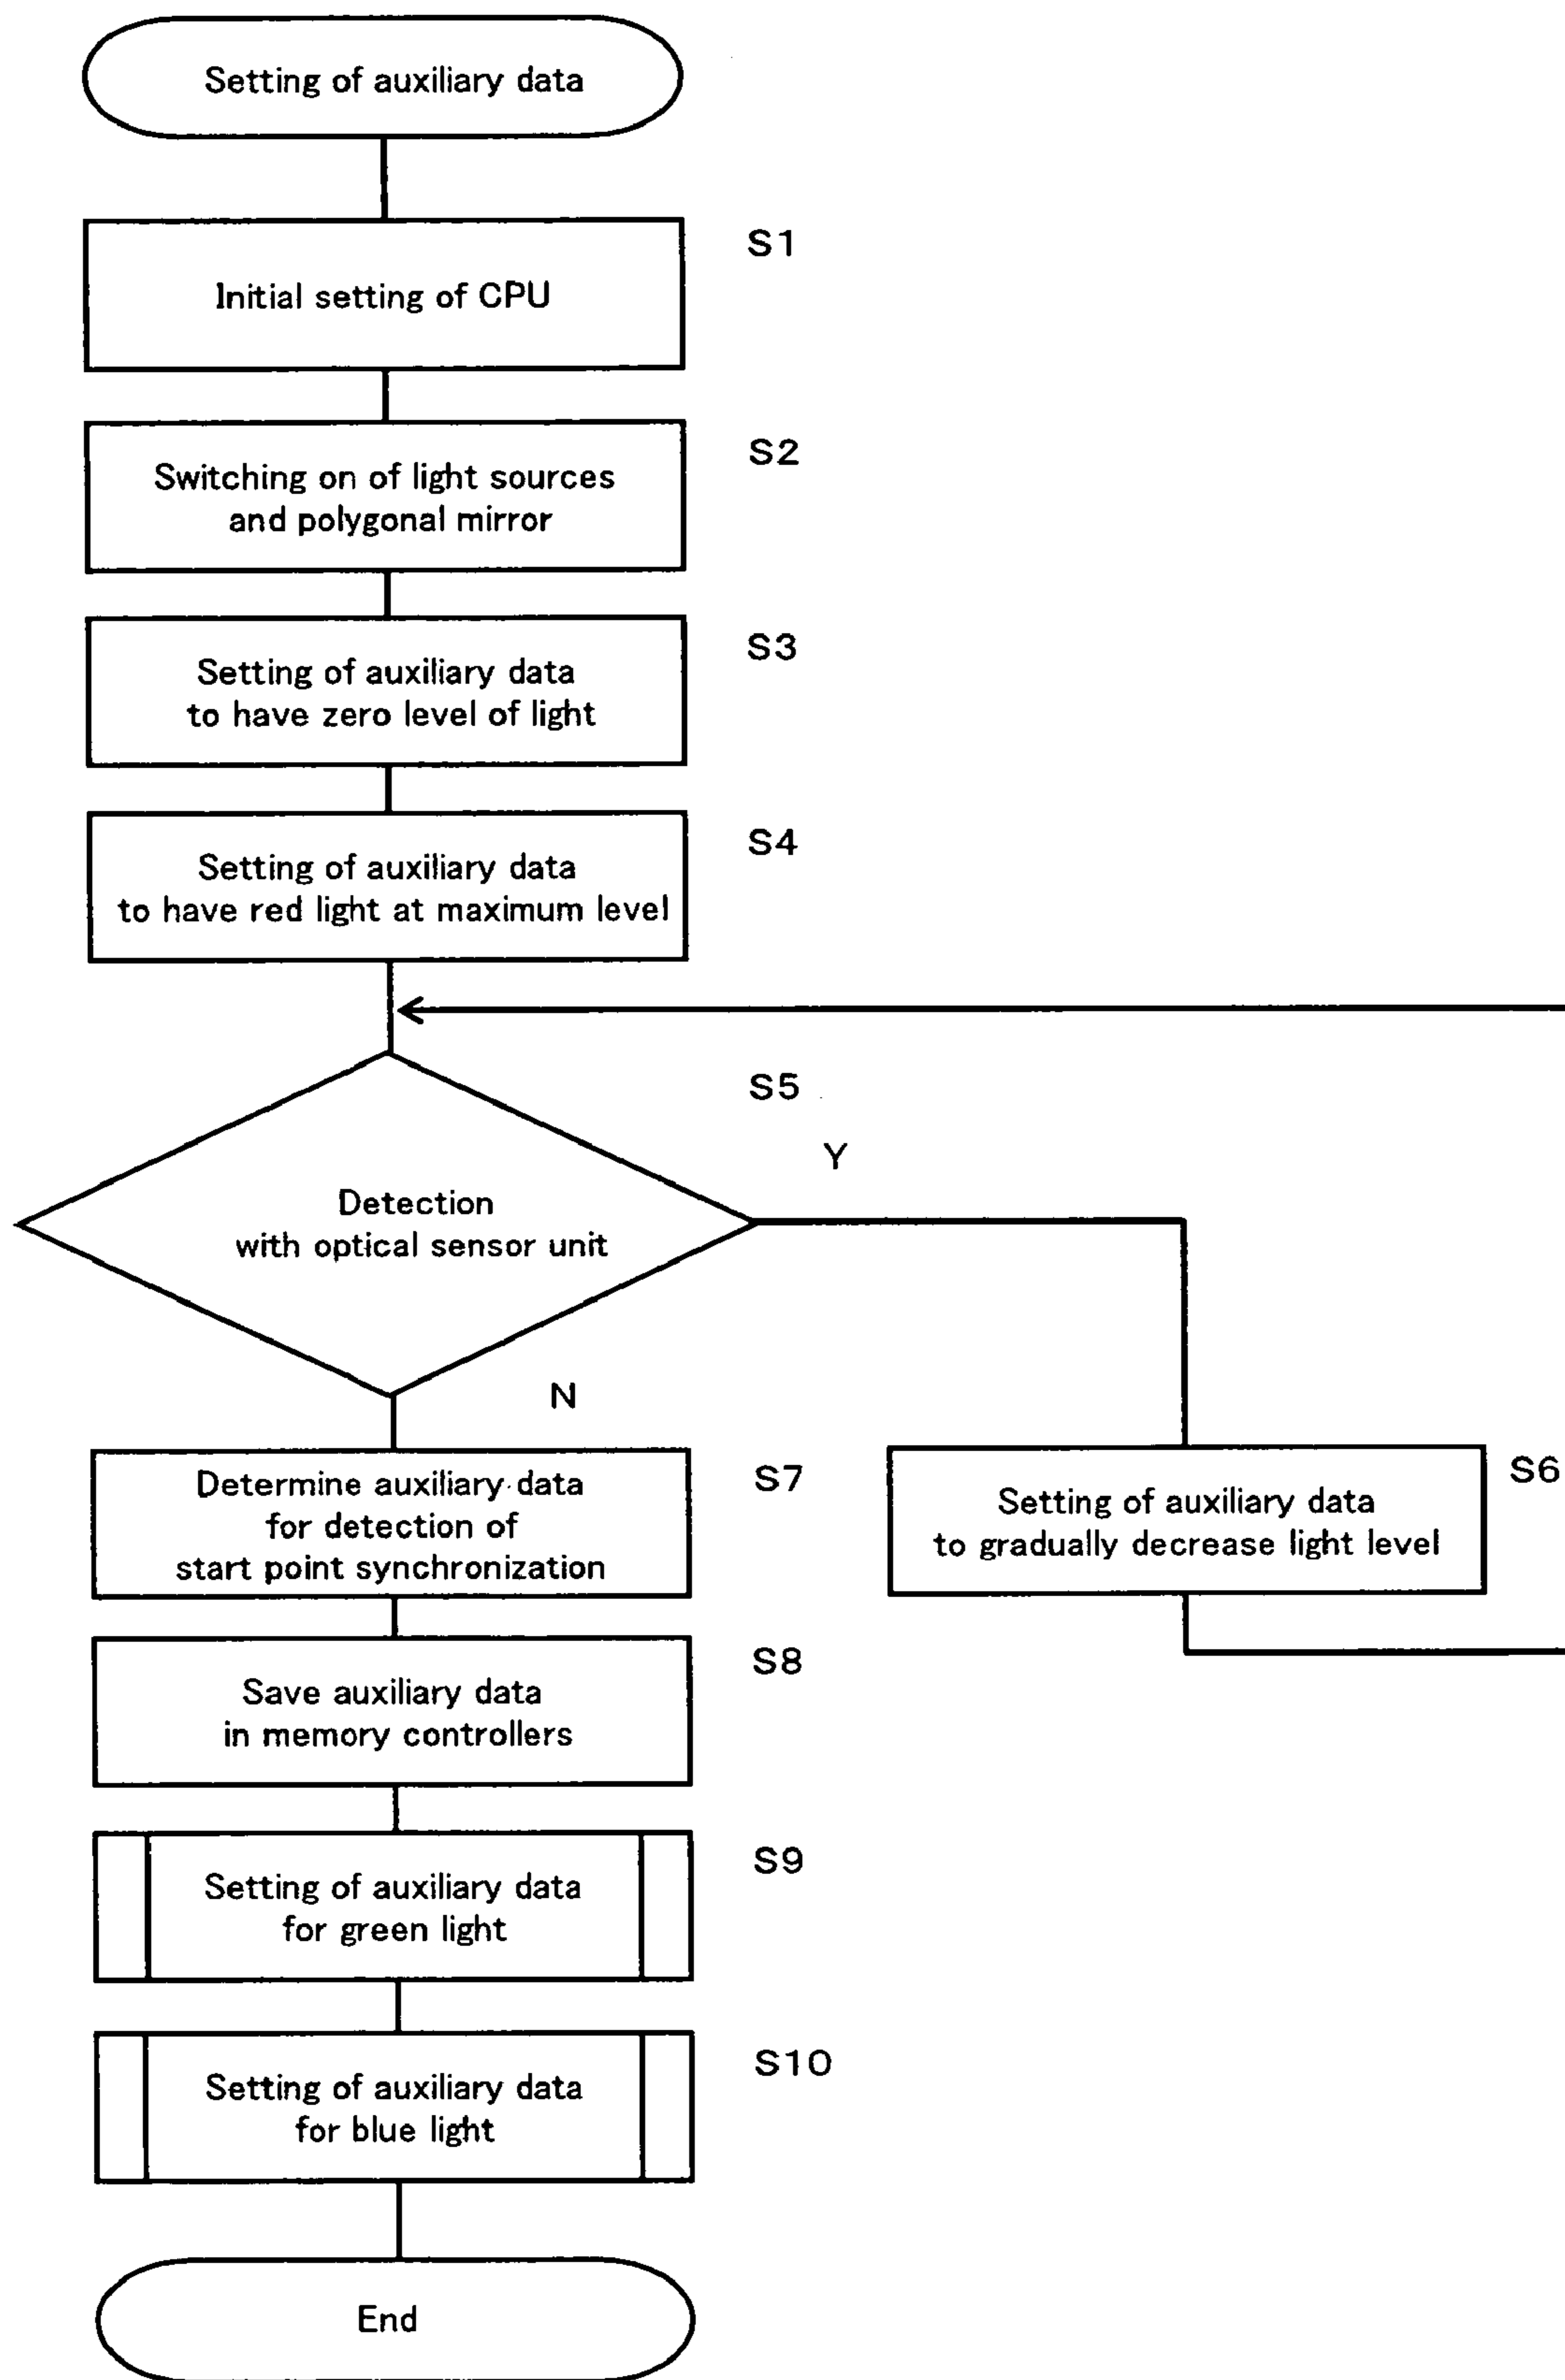 Setting of auxiliary data
S1
Initial setting of CPU
S2
Switching on of light sources
and polygonal mirror
S3
Setting of auxiliary data
to have zero level of light
S4
Setting of auxiliary data
to have red light at maximum level
S5
Y
Detection
with optical sensor unit
N
S7
Determine auxiliary data
for detection of
start point synchronization
S6
Setting of auxiliary data
to gradually decrease light level
S8
Save auxiliary data
in memory controllers
S9
Setting of auxiliary data
for green light
S10
Setting of auxiliary data
for blue light
End